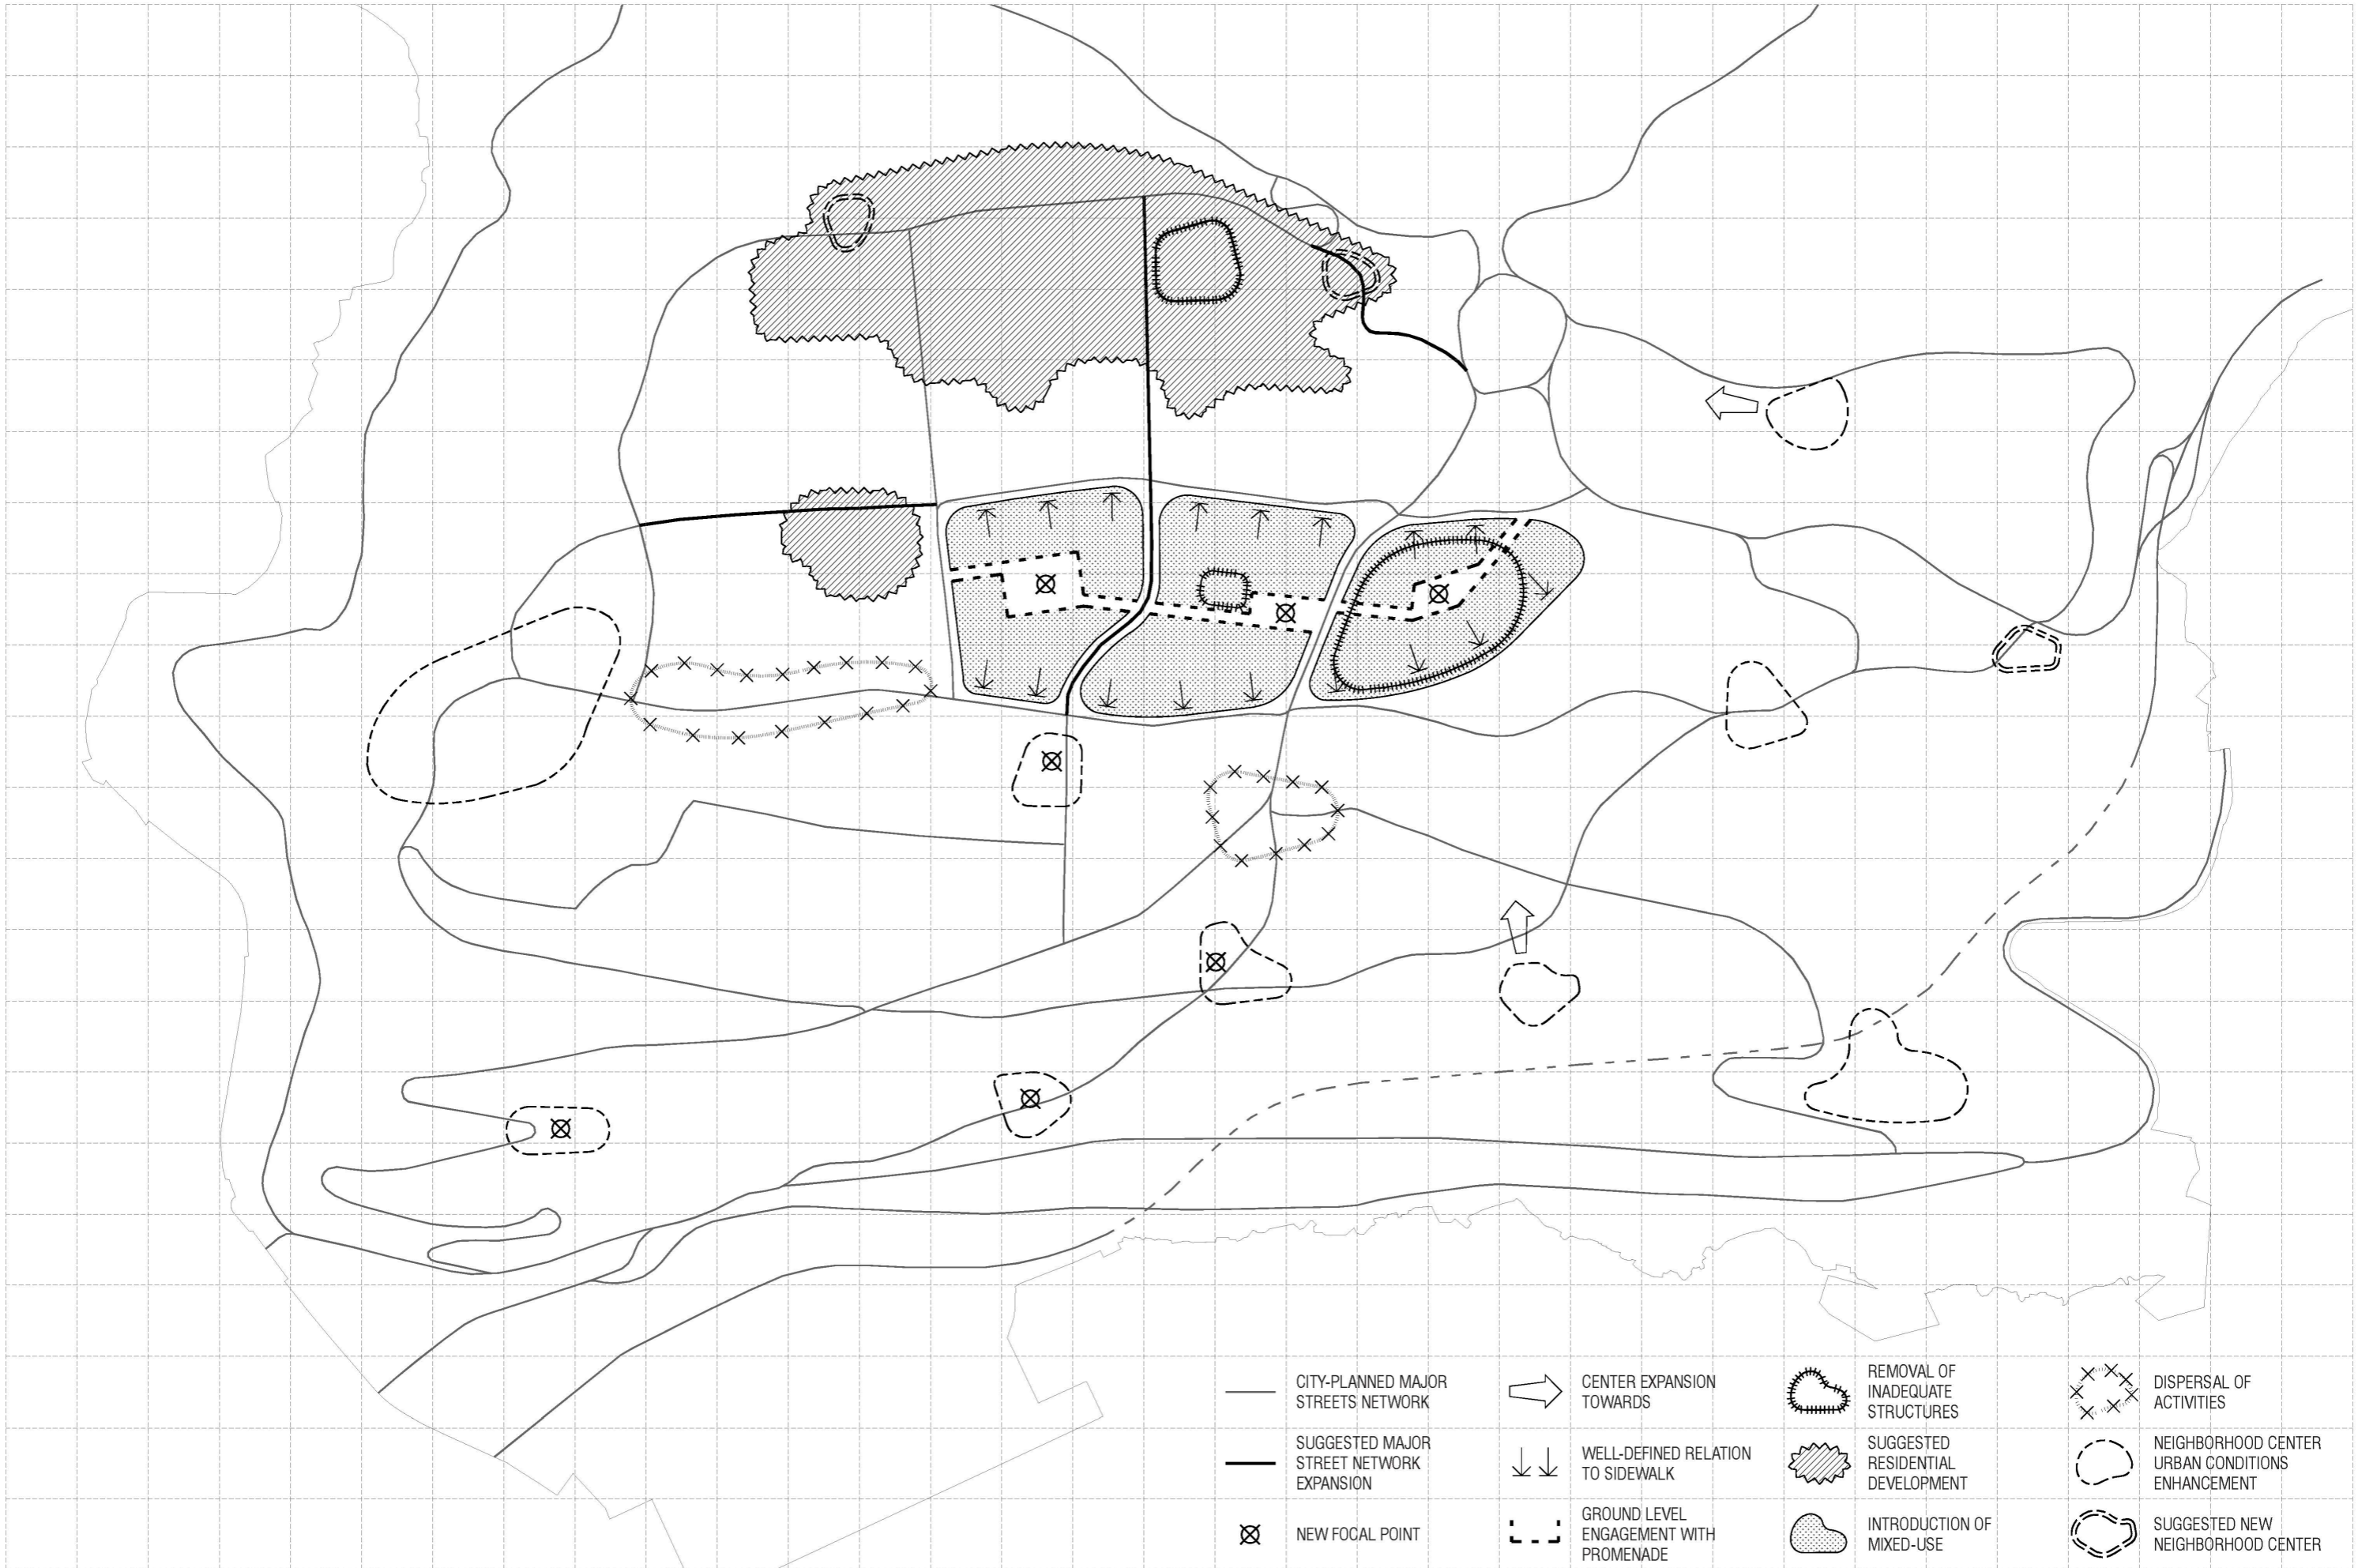 CITY-PLANNED MAJOR
STREETS NETWORK
SUGGESTED MAJOR
STREET NETWORK
EXPANSION
NEW FOCAL POINT
CENTER EXPANSION
TOWARDS
WELL-DEFINED RELATION
TO SIDEWALK
GROUND LEVEL
ENGAGEMENT WITH
PROMENADE
REMOVAL OF
INADEQUATE
STRUCTURES
SUGGESTED
RESIDENTIAL
DEVELOPMENT
INTRODUCTION OF
MIXED-USE
DISPERSAL OF
ACTIVITIES
NEIGHBORHOOD CENTER
URBAN CONDITIONS
ENHANCEMENT
SUGGESTED NEW
NEIGHBORHOOD CENTER